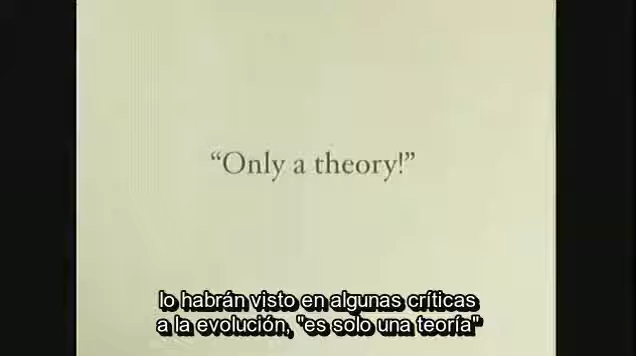 “Only a theory!”
lo habrán visto en algunas críticas
a la evolución, "es solo una teoría"